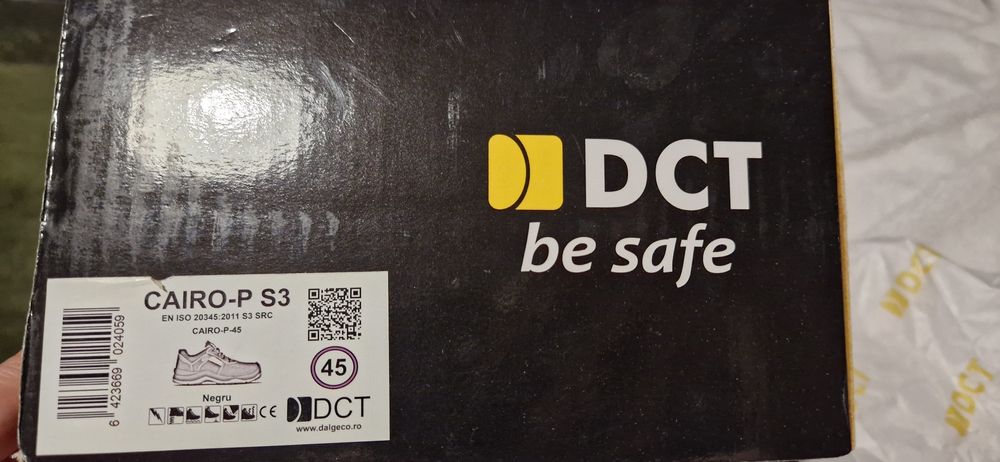 DCT
be safe
CAIRO-P S3
EN ISO 20345:2011 S3 SRC
CAIRO-P-45
45
Negru
CE
DCT
www.dalgeco.ro
6 423669 024059